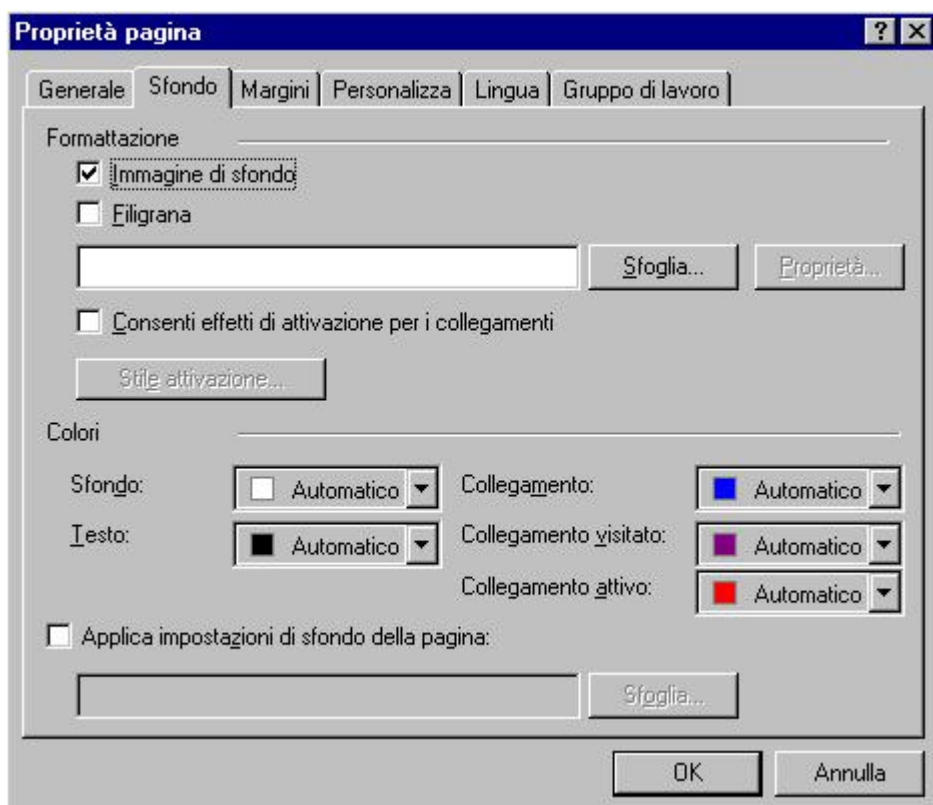 Proprietà pagina
Generale Sfondo Margini Personalizza Lingua Gruppo di lavoro
Formattazione
Immagine di sfondo
Filigrana
Sfoglia... Proprietà...
Consenti effetti di attivazione per i collegamenti
Stile attivazione...
Colori
Sfondo: Automatico Collegamento: Automatico
Testo: Automatico Collegamento visitato: Automatico
Collegamento attivo: Automatico
Applica impostazioni di sfondo della pagina:
Sfoglia...
OK Annulla